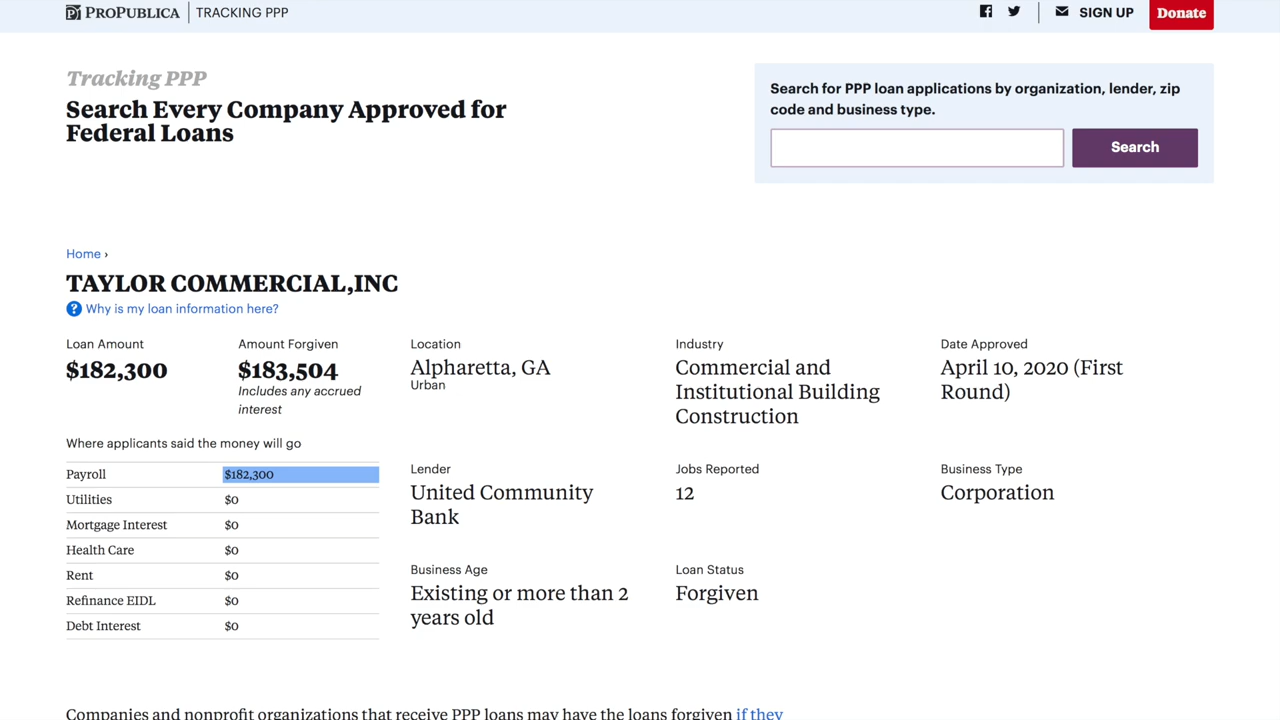 PROPUBLICA TRACKING PPP SIGN UP Donate
Tracking PPP
Search Every Company Approved for
Federal Loans
Search for PPP loan applications by organization, lender, zip
code and business type.
Search
Home ›
TAYLOR COMMERCIAL,INC
? Why is my loan information here?
Loan Amount
$182,300
Amount Forgiven
$183,504
Includes any accrued
interest
Where applicants said the money will go
Payroll $182,300
Utilities $0
Mortgage Interest $0
Health Care $0
Rent $0
Refinance EIDL $0
Debt Interest $0
Location
Alpharetta, GA
Urban
Industry
Commercial and
Institutional Building
Construction
Date Approved
April 10, 2020 (First
Round)
Lender
United Community
Bank
Jobs Reported
12
Business Type
Corporation
Business Age
Existing or more than 2
years old
Loan Status
Forgiven
Companies and nonprofit organizations that receive PPP loans may have the loans forgiven if they